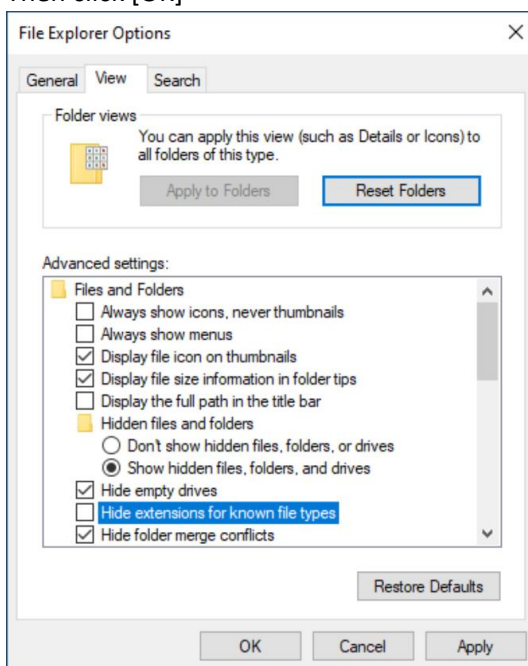 File Explorer Options
General View Search
Folder views
You can apply this view (such as Details or Icons) to
all folders of this type.
Apply to Folders Reset Folders
Advanced settings:
Files and Folders
Always show icons, never thumbnails
Always show menus
Display file icon on thumbnails
Display file size information in folder tips
Display the full path in the title bar
Hidden files and folders
Don't show hidden files, folders, or drives
Show hidden files, folders, and drives
Hide empty drives
Hide extensions for known file types
Hide folder merge conflicts
Restore Defaults
OK Cancel Apply